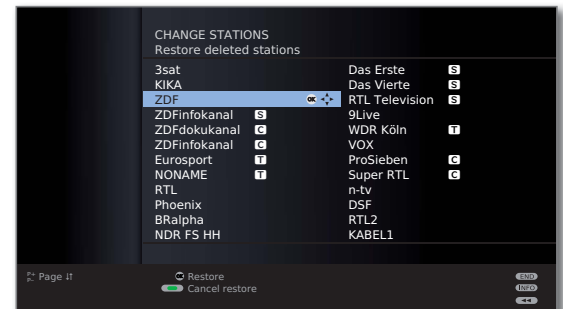 CHANGE STATIONS
Restore deleted stations
3sat
KIKA
ZDF OK
ZDFinfokanal S
ZDFdokukanal C
ZDFinfokanal C
Eurosport T
NONAME T
RTL
Phoenix
BRalpha
NDR FS HH
Das Erste S
Das Vierte S
RTL Television S
9Live
WDR Köln T
VOX
ProSieben C
Super RTL C
n-tv
DSF
RTL2
KABEL1
P+ P- Page
OK Restore
Cancel restore
END
INFO